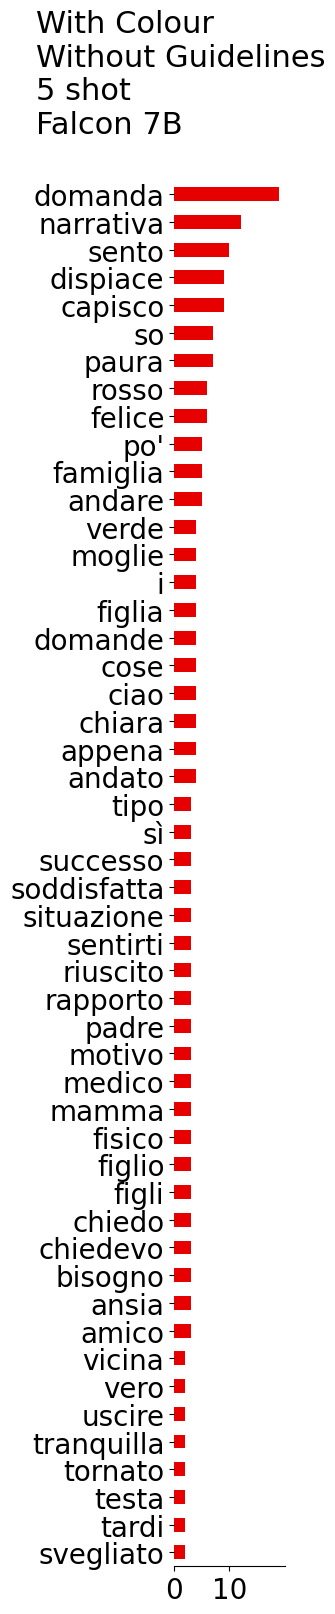 With Colour
Without Guidelines
5 shot
Falcon 7B
domanda
narrativa
sento
dispiace
capisco
so
paura
rosso
felice
po'
famiglia
andare
verde
moglie
i
figlia
domande
cose
ciao
chiara
appena
andato
tipo
sì
successo
soddisfatta
situazione
sentirti
riuscito
rapporto
padre
motivo
medico
mamma
fisico
figlio
figli
chiedo
chiedevo
bisogno
ansia
amico
vicina
vero
uscire
tranquilla
tornato
testa
tardi
svegliato
0 10